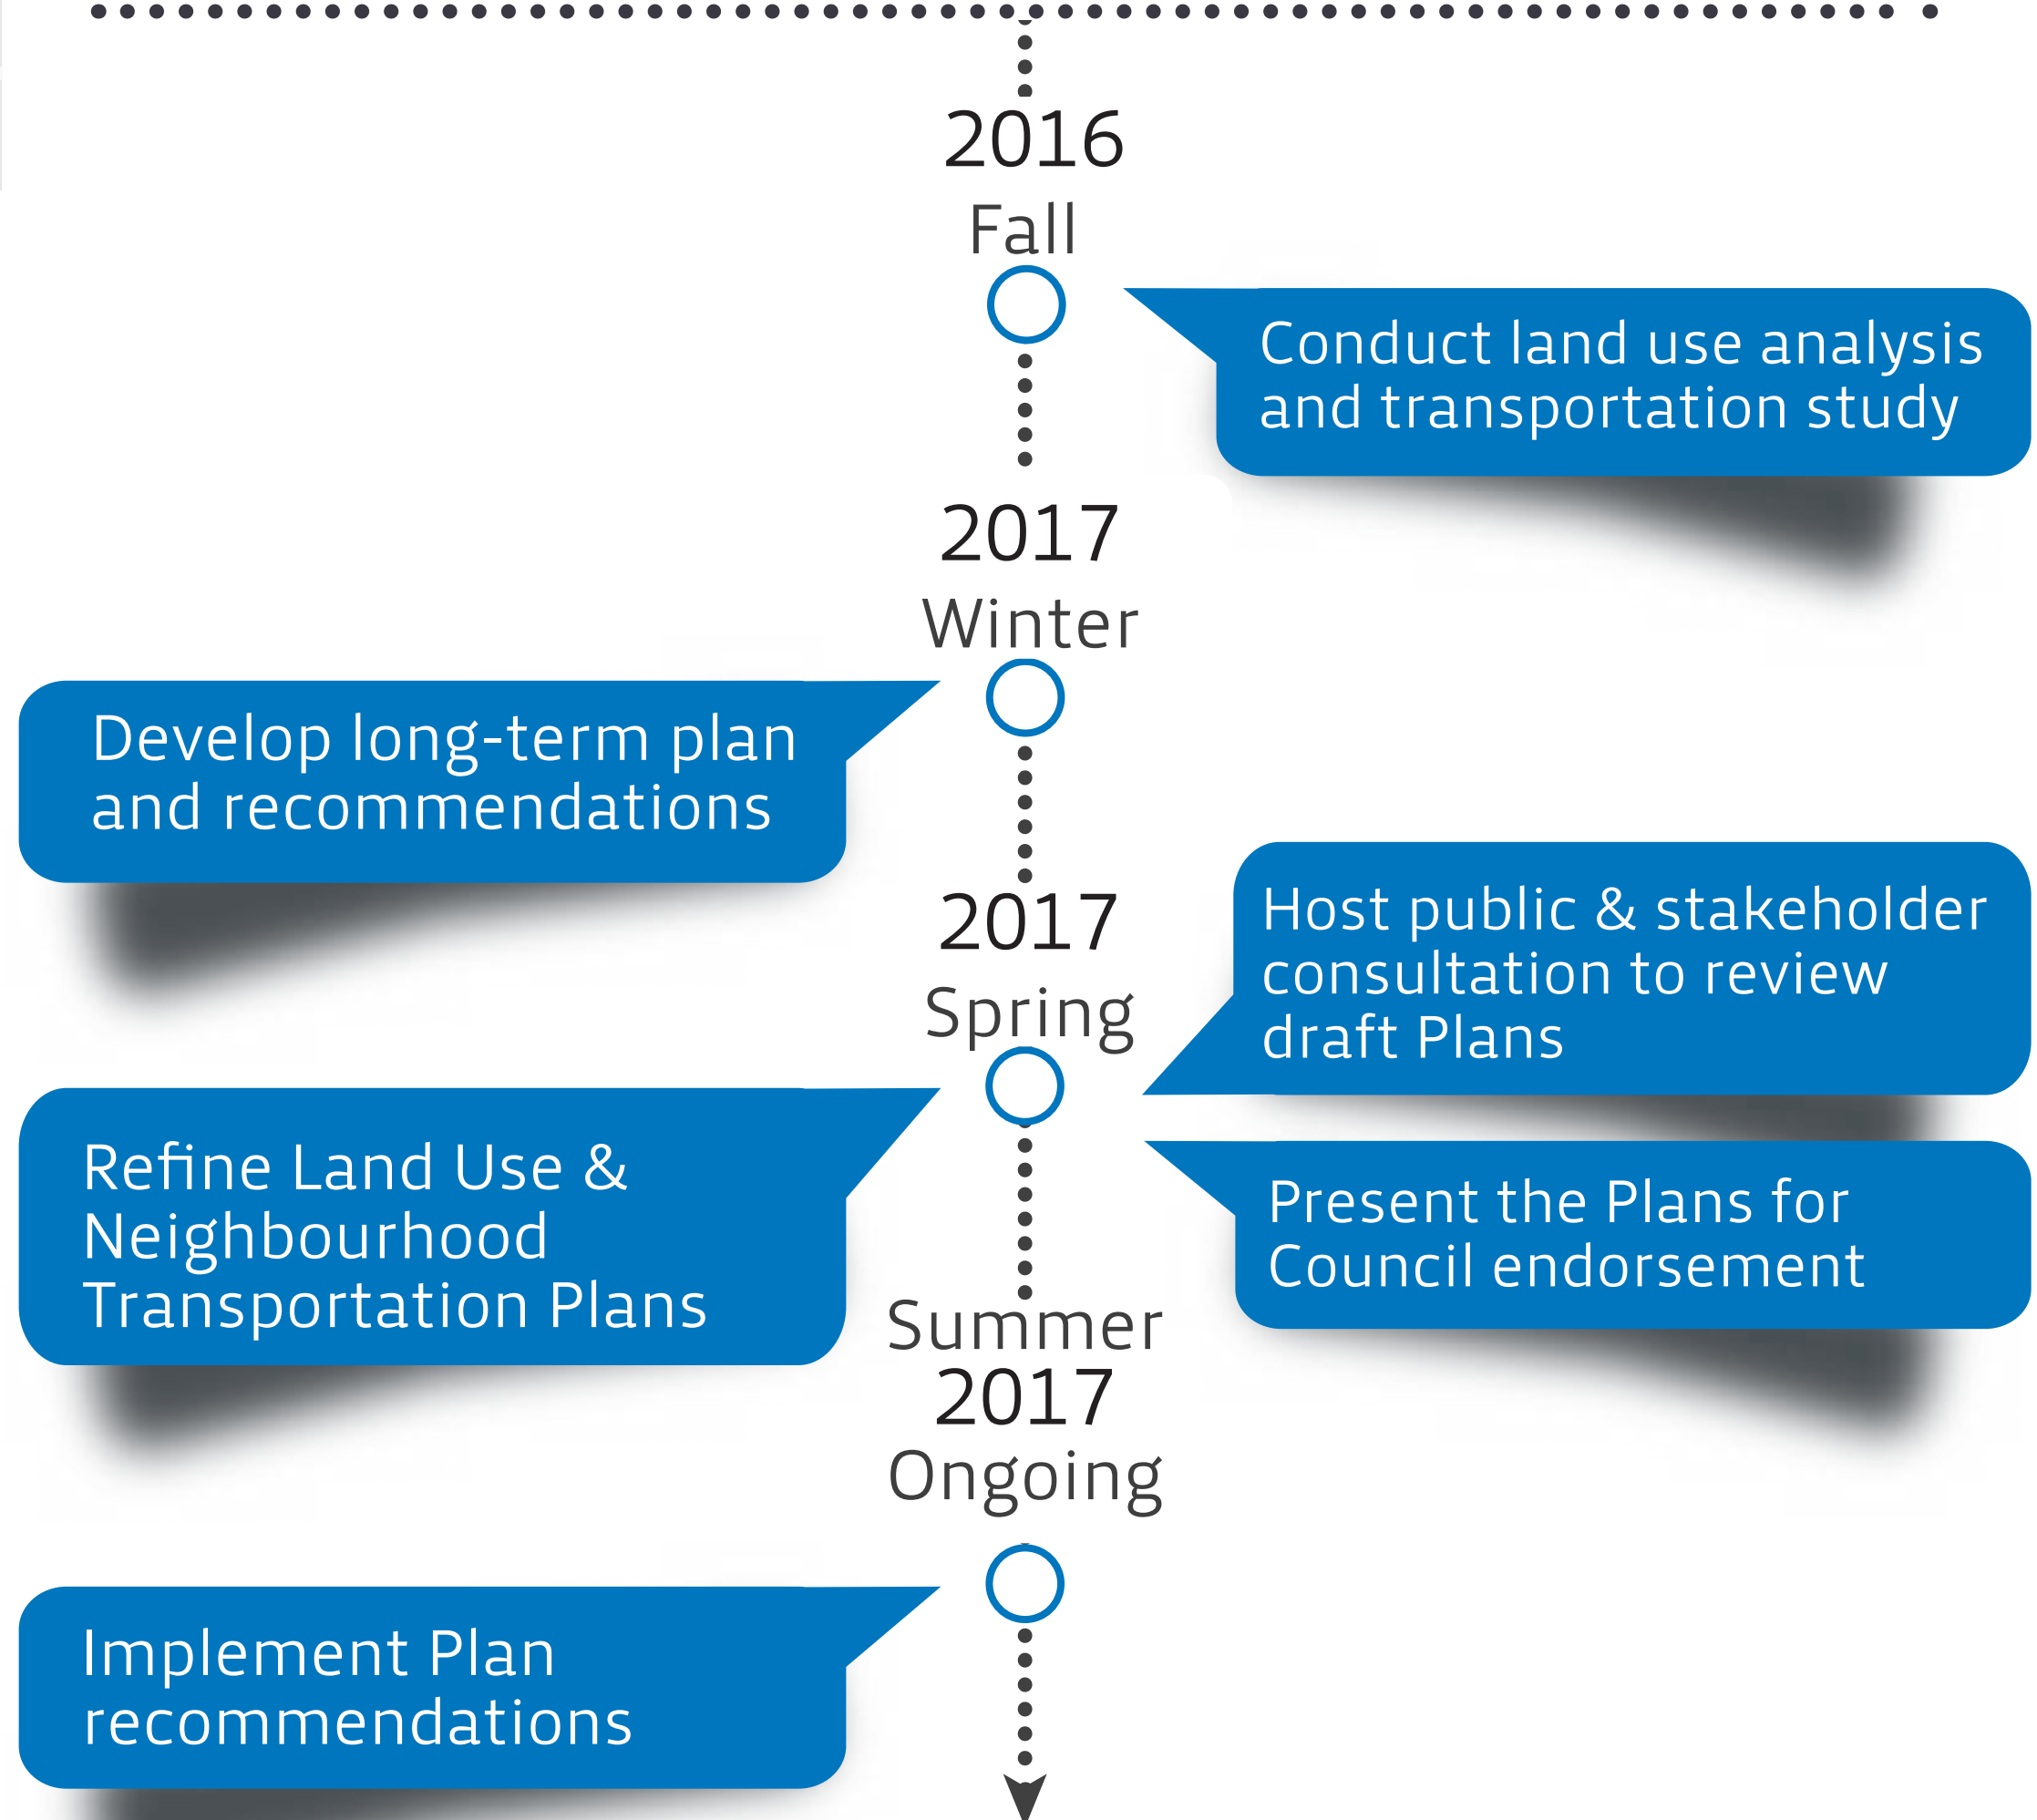 2016
Fall
Conduct land use analysis
and transportation study
2017
Winter
Develop long-term plan
and recommendations
2017
Spring
Host public & stakeholder
consultation to review
draft Plans
Refine Land Use &
Neighbourhood
Transportation Plans
Present the Plans for
Council endorsement
Summer
2017
Ongoing
Implement Plan
recommendations